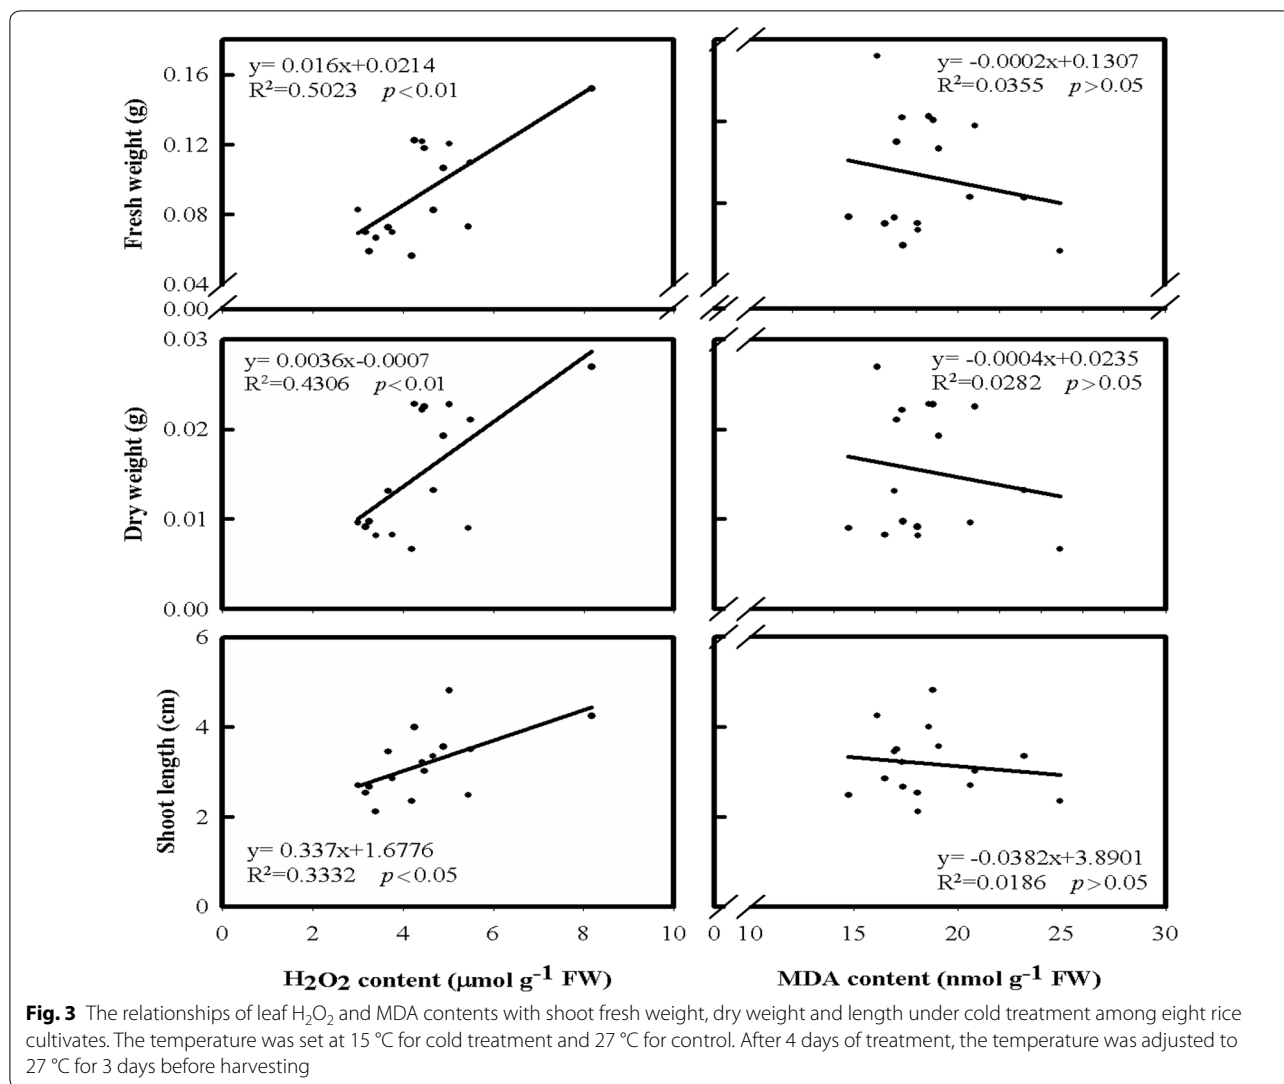 y= 0.016x+0.0214
R²=0.5023 p<0.01
y= -0.0002x+0.1307
R²=0.0355 p>0.05
Fresh weight (g)
0.16
0.12
0.08
0.04
0.00
y= 0.0036x-0.0007
R²=0.4306 p<0.01
y= -0.0004x+0.0235
R²=0.0282 p>0.05
Dry weight (g)
0.03
0.02
0.01
0.00
y= 0.337x+1.6776
R²=0.3332 p<0.05
y= -0.0382x+3.8901
R²=0.0186 p>0.05
Shoot length (cm)
6
4
2
0
0 2 4 6 8 10
0 10 15 20 25 30
H₂O₂ content (μmol g⁻¹ FW)
MDA content (nmol g⁻¹ FW)
Fig. 3 The relationships of leaf H₂O₂ and MDA contents with shoot fresh weight, dry weight and length under cold treatment among eight rice
cultivates. The temperature was set at 15 °C for cold treatment and 27 °C for control. After 4 days of treatment, the temperature was adjusted to
27 °C for 3 days before harvesting